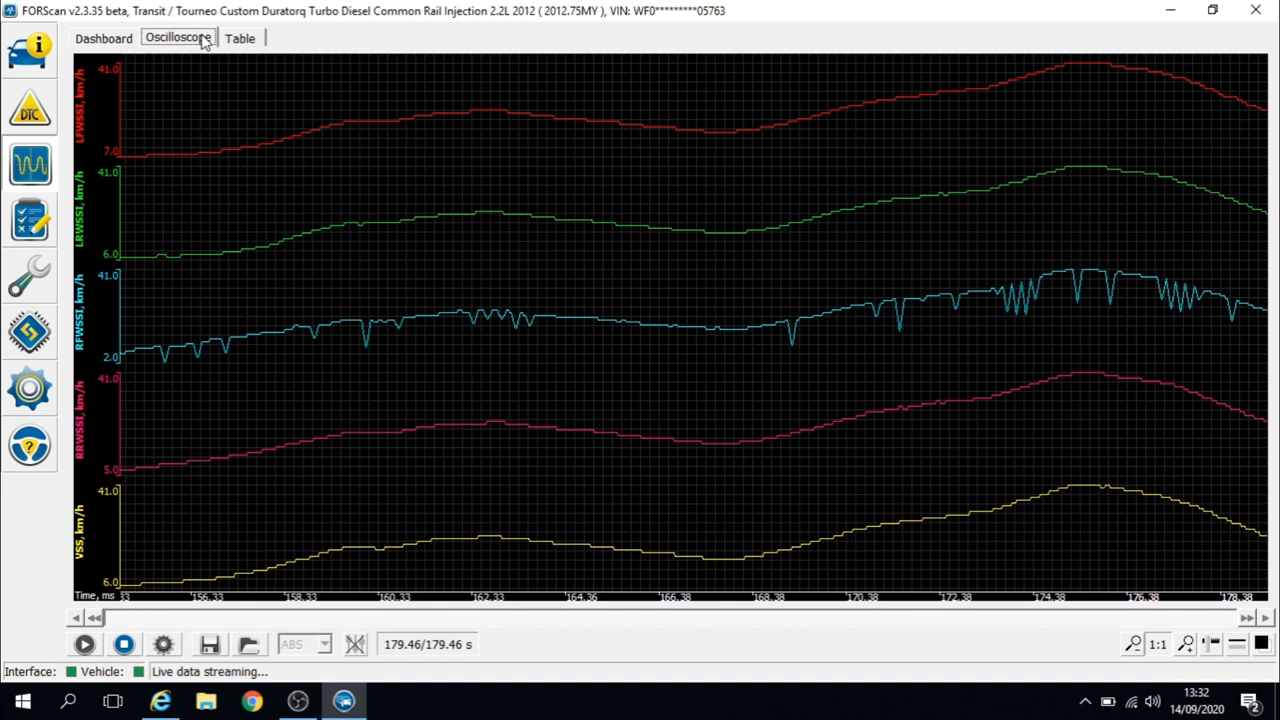 FORScan v2.3.35 beta, Transit / Tourneo Custom Duratorq Turbo Diesel Common Rail Injection 2.2L 2012 ( 2012.75MY ), VIN: WF0*********05763
Dashboard Oscilloscope Table
DTC
LFWSSI, km/h
41.0
7.0
LRWSSI, km/h
41.0
6.0
RFWSSI, km/h
41.0
2.0
RRWSSI, km/h
41.0
5.0
VSS, km/h
41.0
6.0
Time, ms 33 156.33 158.33 160.33 162.33 164.36 166.38 168.38 170.38 172.38 174.38 176.38 178.38
ABS 179.46/179.46 s 1:1
Interface: Vehicle: Live data streaming...
13:32
14/09/2020
2